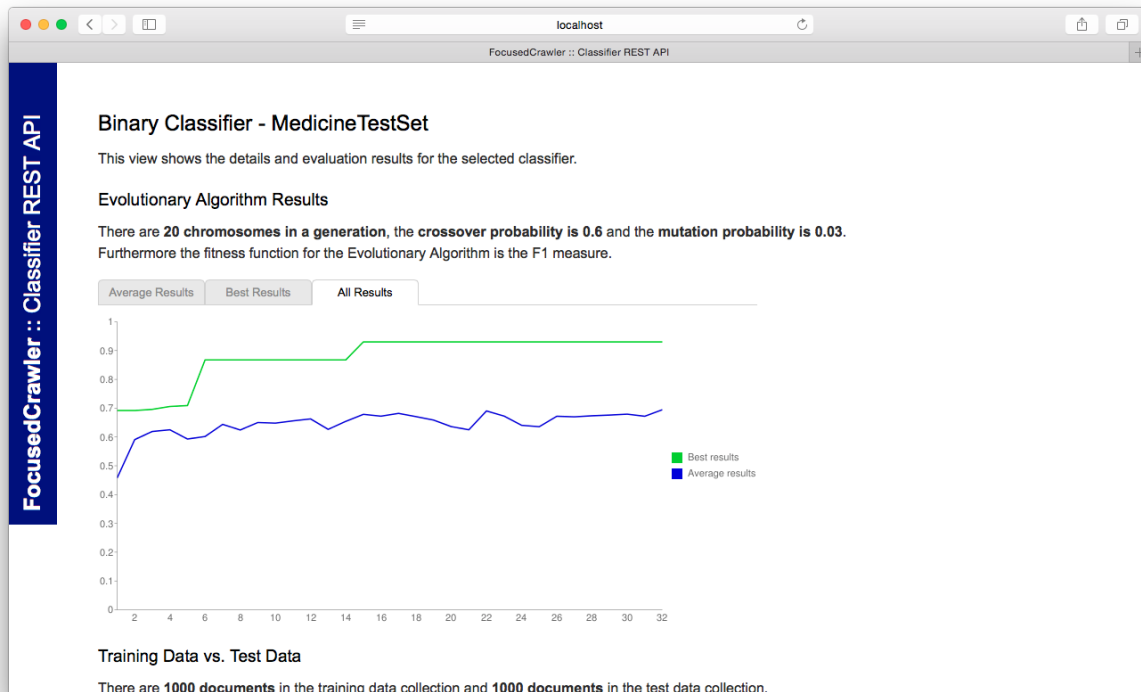 localhost
FocusedCrawler :: Classifier REST API
FocusedCrawler :: Classifier REST API
Binary Classifier - MedicineTestSet
This view shows the details and evaluation results for the selected classifier.
Evolutionary Algorithm Results
There are 20 chromosomes in a generation, the crossover probability is 0.6 and the mutation probability is 0.03.
Furthermore the fitness function for the Evolutionary Algorithm is the F1 measure.
Average Results Best Results All Results
1
0.9
0.8
0.7
0.6
0.5
0.4
0.3
0.2
0.1
0
2 4 6 8 10 12 14 16 18 20 22 24 26 28 30 32
Best results
Average results
Training Data vs. Test Data
There are 1000 documents in the training data collection and 1000 documents in the test data collection.